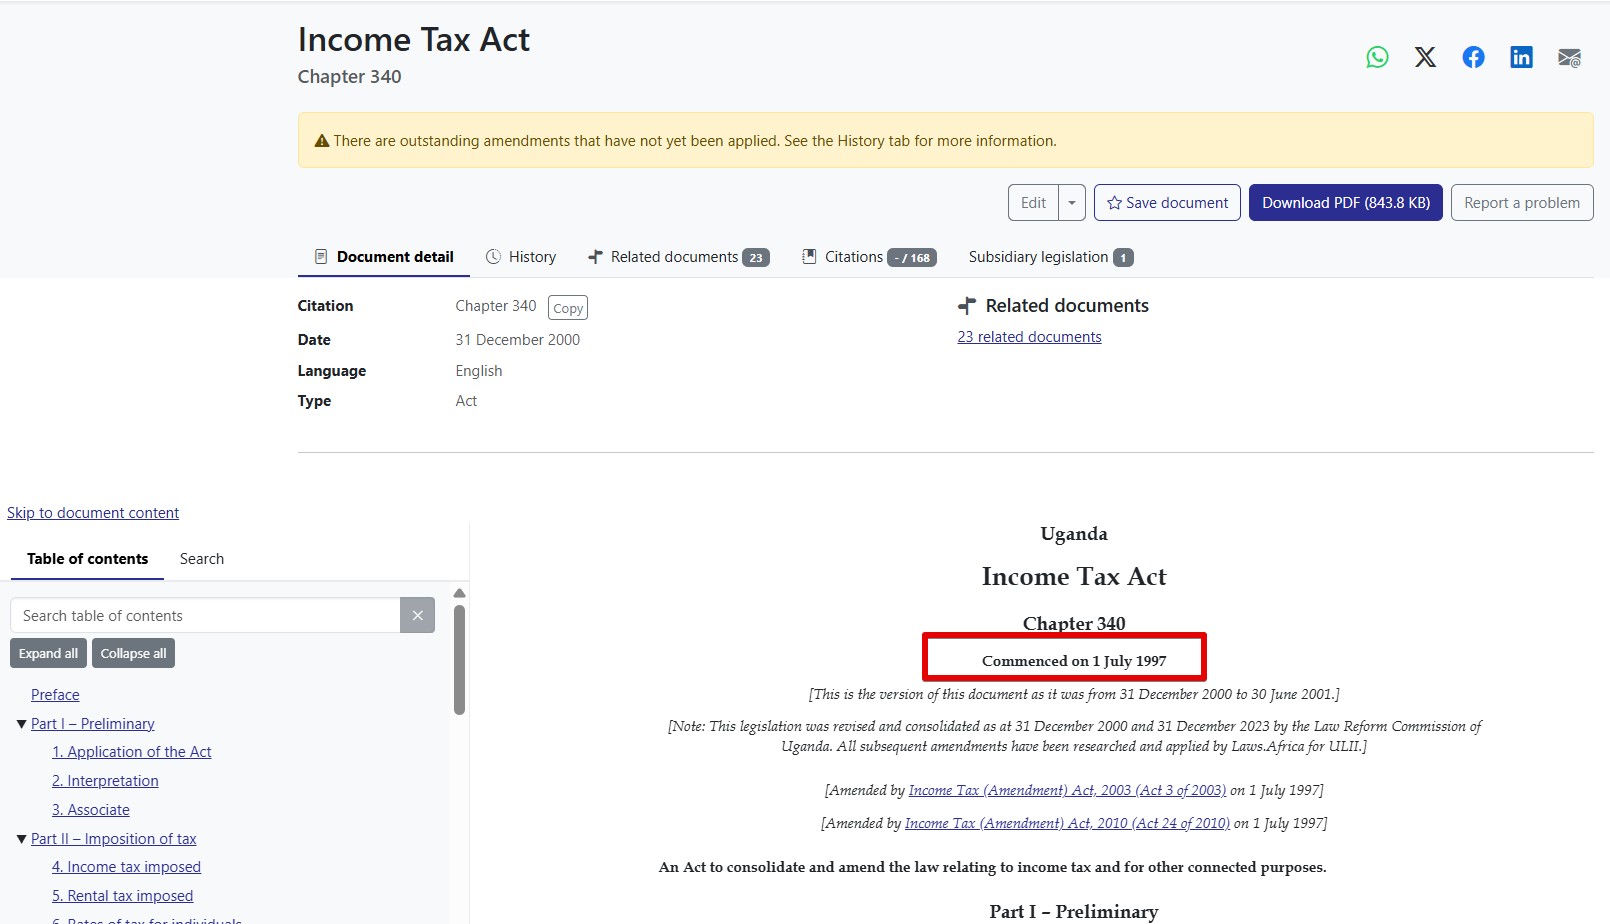 Income Tax Act
Chapter 340
There are outstanding amendments that have not yet been applied. See the History tab for more information.
Edit
Save document
Download PDF (843.8 KB)
Report a problem
Document detail
History
Related documents 23
Citations - / 168
Subsidiary legislation 1
Citation Chapter 340 Copy
Date 31 December 2000
Language English
Type Act
Related documents
23 related documents
Skip to document content
Table of contents
Search
Search table of contents
Expand all
Collapse all
Preface
Part I – Preliminary
1. Application of the Act
2. Interpretation
3. Associate
Part II – Imposition of tax
4. Income tax imposed
5. Rental tax imposed
6. Rates of tax for individuals
Uganda
Income Tax Act
Chapter 340
Commenced on 1 July 1997
[This is the version of this document as it was from 31 December 2000 to 30 June 2001.]
[Note: This legislation was revised and consolidated as at 31 December 2000 and 31 December 2023 by the Law Reform Commission of
Uganda. All subsequent amendments have been researched and applied by Laws.Africa for ULII.]
[Amended by Income Tax (Amendment) Act, 2003 (Act 3 of 2003) on 1 July 1997]
[Amended by Income Tax (Amendment) Act, 2010 (Act 24 of 2010) on 1 July 1997]
An Act to consolidate and amend the law relating to income tax and for other connected purposes.
Part I – Preliminary